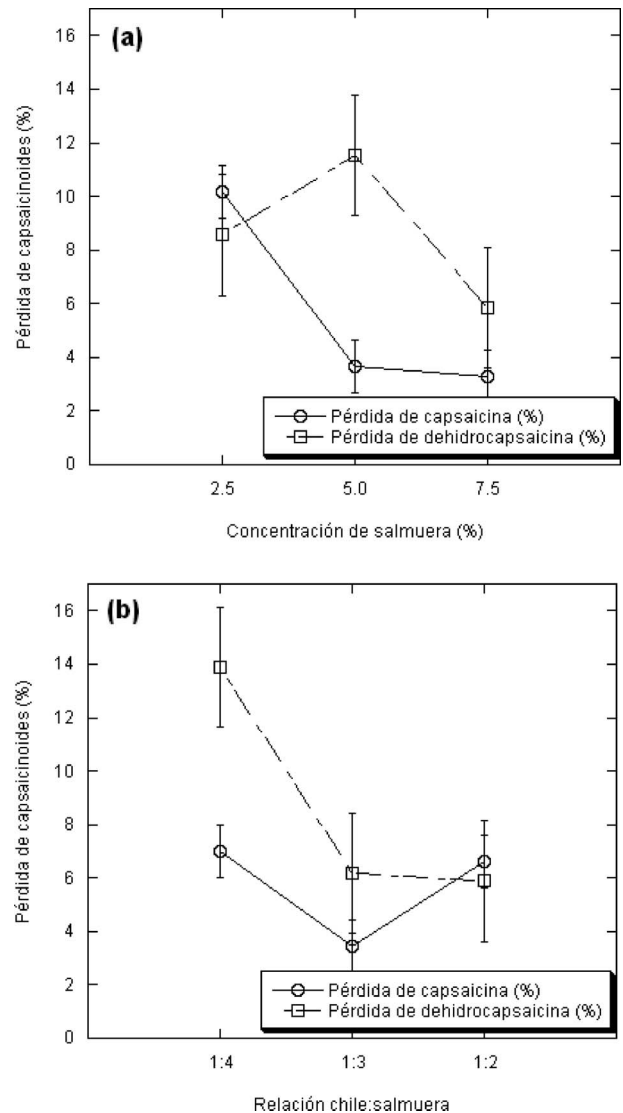 (a)
Pérdida de capsaicinoides (%)
16
14
12
10
8
6
4
2
0
Pérdida de capsaicina (%)
Pérdida de dehidrocapsaicina (%)
2.5 5.0 7.5
Concentración de salmuera (%)
(b)
Pérdida de capsaicinoides (%)
16
14
12
10
8
6
4
2
0
Pérdida de capsaicina (%)
Pérdida de dehidrocapsaicina (%)
1:4 1:3 1:2
Relación chile:salmuera